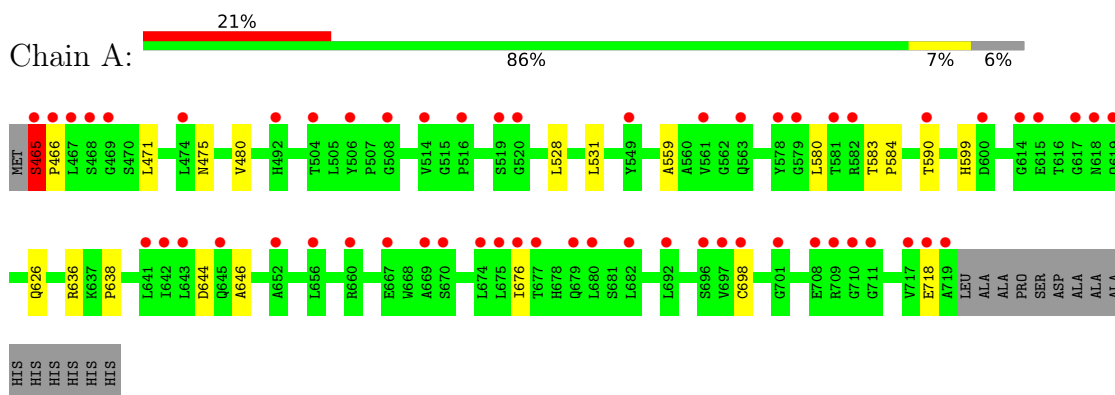 21%
Chain A:
86% 7% 6%
MET S465 P466 L467 S468 G469 S470 L471 L474 N475 V480 H492 T504 L505 Y506 P507 G508 V514 G515 P516 S519 G520 L528 L531 Y549 A559 A560 V561 G562 Q563 Y578 G579 L580 T581 R582 T583 P584 T590 H599 D600 G614 E615 T616 G617 N618 Q619
Q626 R636 K637 P638 L641 I642 L643 D644 Q645 A646 A652 L656 R660 E667 W668 A669 S670 L674 L675 I676 T677 H678 Q679 L680 S681 L682 L692 S696 V697 C698 G701 E708 R709 G710 G711 V717 E718 A719 LEU ALA ALA PRO SER ASP ALA ALA ALA
HIS HIS HIS HIS HIS HIS